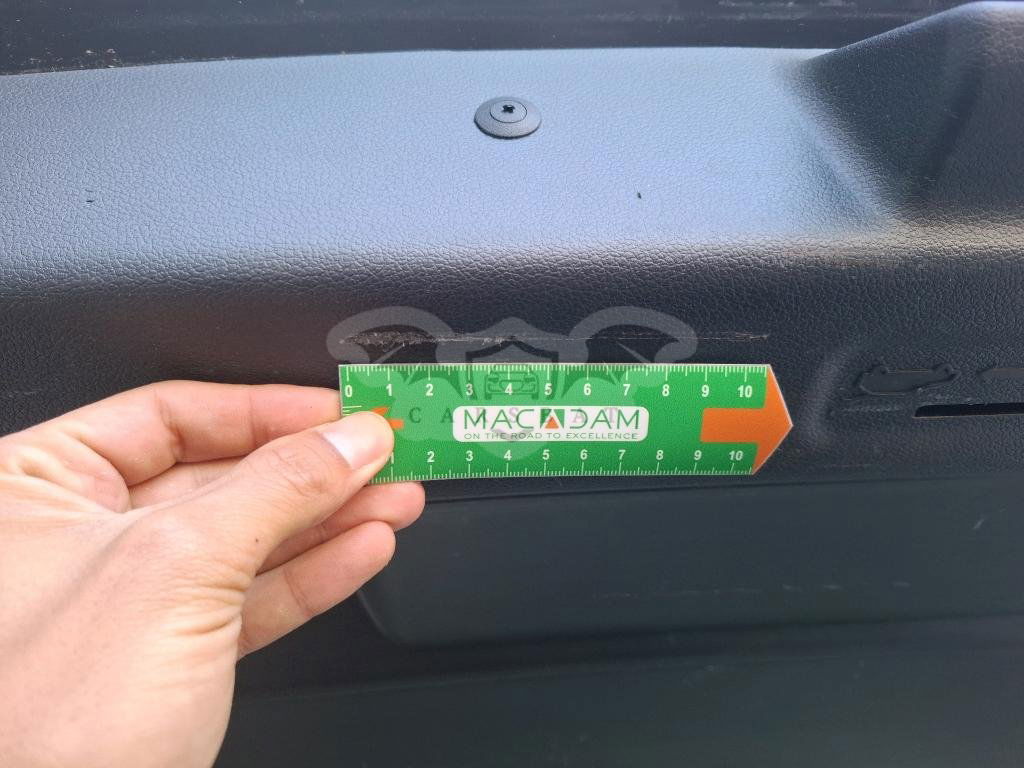 0 1 2 3 4 5 6 7 8 9 10
CARSPAT
MACADAM
ON THE ROAD TO EXCELLENCE
1 2 3 4 5 6 7 8 9 10